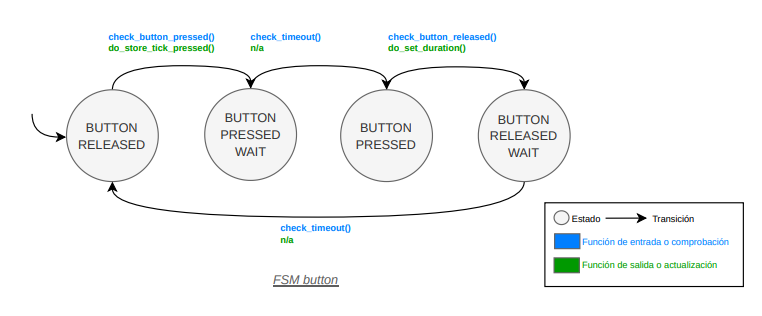 check_button_pressed()
do_store_tick_pressed()
check_timeout()
n/a
check_button_released()
do_set_duration()
BUTTON
RELEASED
BUTTON
PRESSED
WAIT
BUTTON
PRESSED
BUTTON
RELEASED
WAIT
check_timeout()
n/a
FSM button
Estado
Transición
Función de entrada o comprobación
Función de salida o actualización